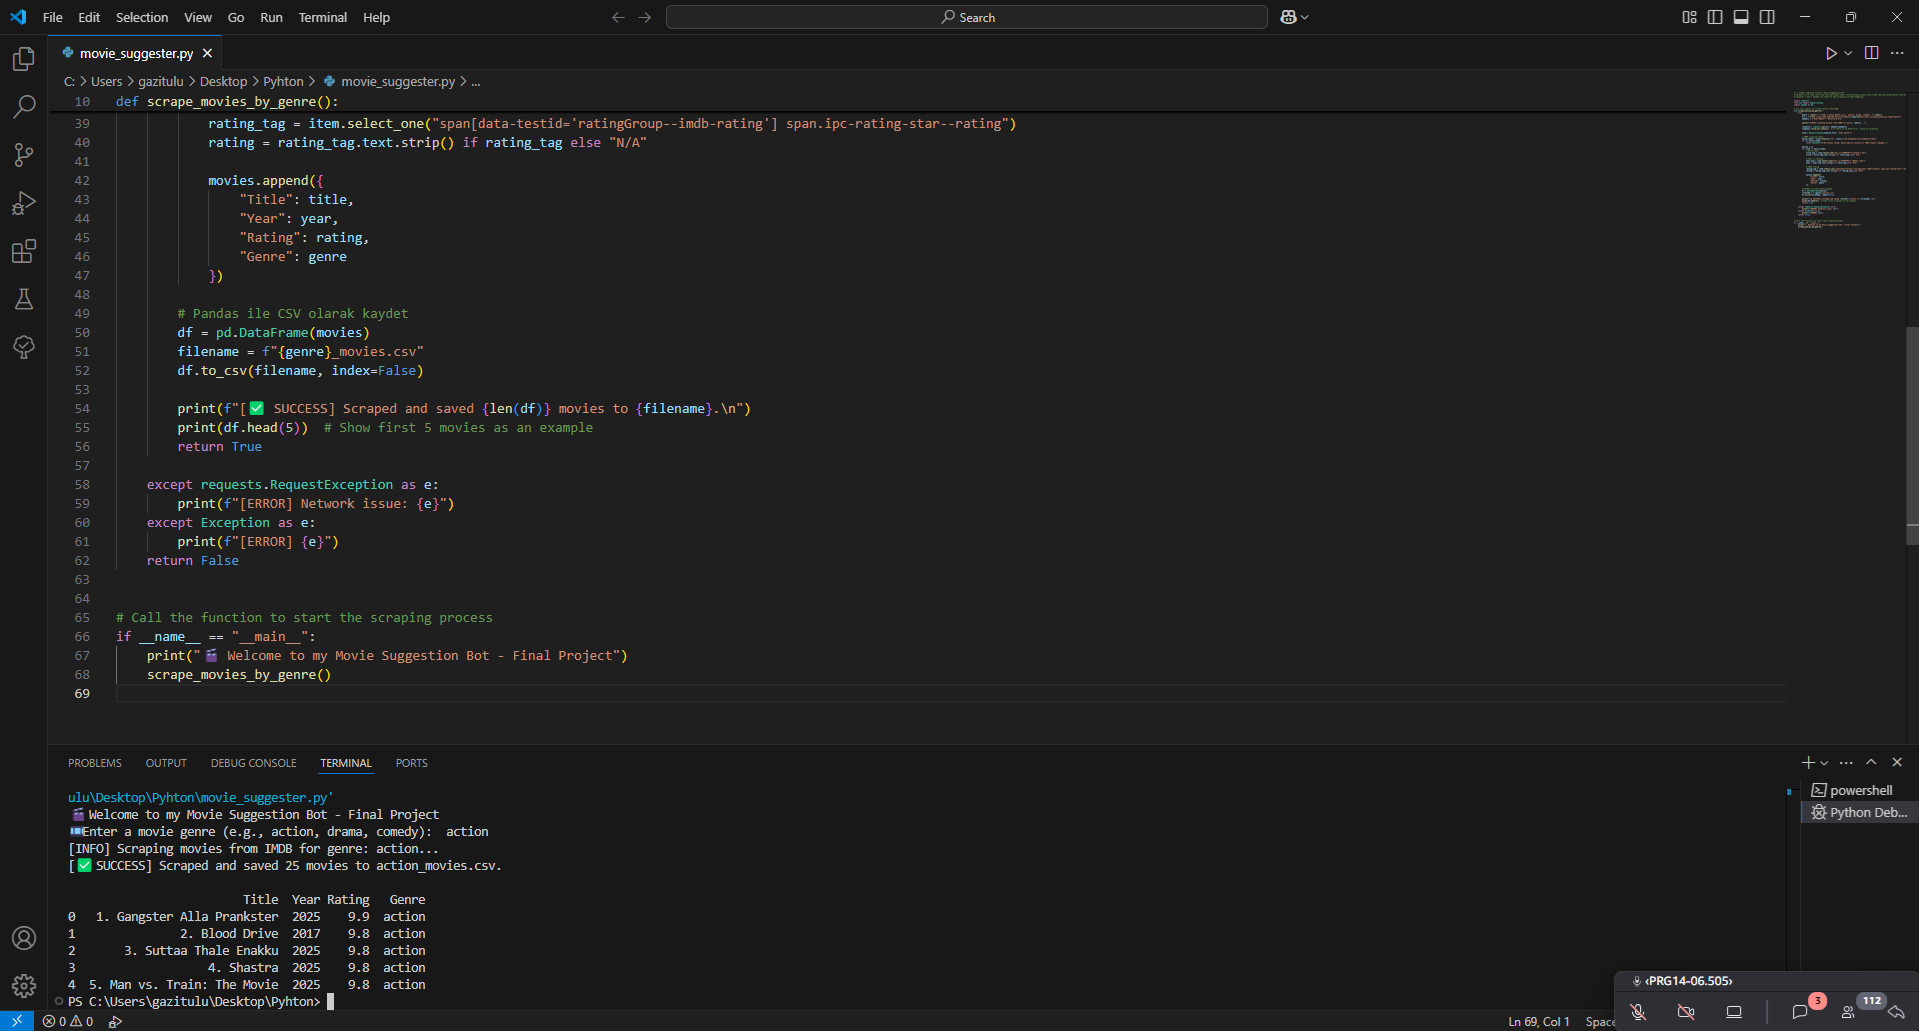 File Edit Selection View Go Run Terminal Help
Search
movie_suggester.py
C: > Users > gazitulu > Desktop > Pyhton > movie_suggester.py > ...
10 def scrape_movies_by_genre():
39 rating_tag = item.select_one("span[data-testid='ratingGroup--imdb-rating'] span.ipc-rating-star--rating")
40 rating = rating_tag.text.strip() if rating_tag else "N/A"
41
42 movies.append({
43 "Title": title,
44 "Year": year,
45 "Rating": rating,
46 "Genre": genre
47 })
48
49 # Pandas ile CSV olarak kaydet
50 df = pd.DataFrame(movies)
51 filename = f"{genre}_movies.csv"
52 df.to_csv(filename, index=False)
53
54 print(f"[✅ SUCCESS] Scraped and saved {len(df)} movies to {filename}.\n")
55 print(df.head(5))  # Show first 5 movies as an example
56 return True
57
58 except requests.RequestException as e:
59 print(f"[ERROR] Network issue: {e}")
60 except Exception as e:
61 print(f"[ERROR] {e}")
62 return False
63
64
65 # Call the function to start the scraping process
66 if __name__ == "__main__":
67 print("🎬 Welcome to my Movie Suggestion Bot - Final Project")
68 scrape_movies_by_genre()
69
PROBLEMS OUTPUT DEBUG CONSOLE TERMINAL PORTS
powershell
Python Deb...
ulu\Desktop\Pyhton\movie_suggester.py'
🎬 Welcome to my Movie Suggestion Bot - Final Project
Enter a movie genre (e.g., action, drama, comedy): action
[INFO] Scraping movies from IMDB for genre: action...
[✅ SUCCESS] Scraped and saved 25 movies to action_movies.csv.
Title Year Rating Genre
0 1. Gangster Alla Prankster 2025 9.9 action
1 2. Blood Drive 2017 9.8 action
2 3. Suttaa Thale Enakku 2025 9.8 action
3 4. Shastra 2025 9.8 action
4 5. Man vs. Train: The Movie 2025 9.8 action
PS C:\Users\gazitulu\Desktop\Pyhton>
‹PRG14-06.505›
3 112
0 0 Ln 69, Col 1 Space